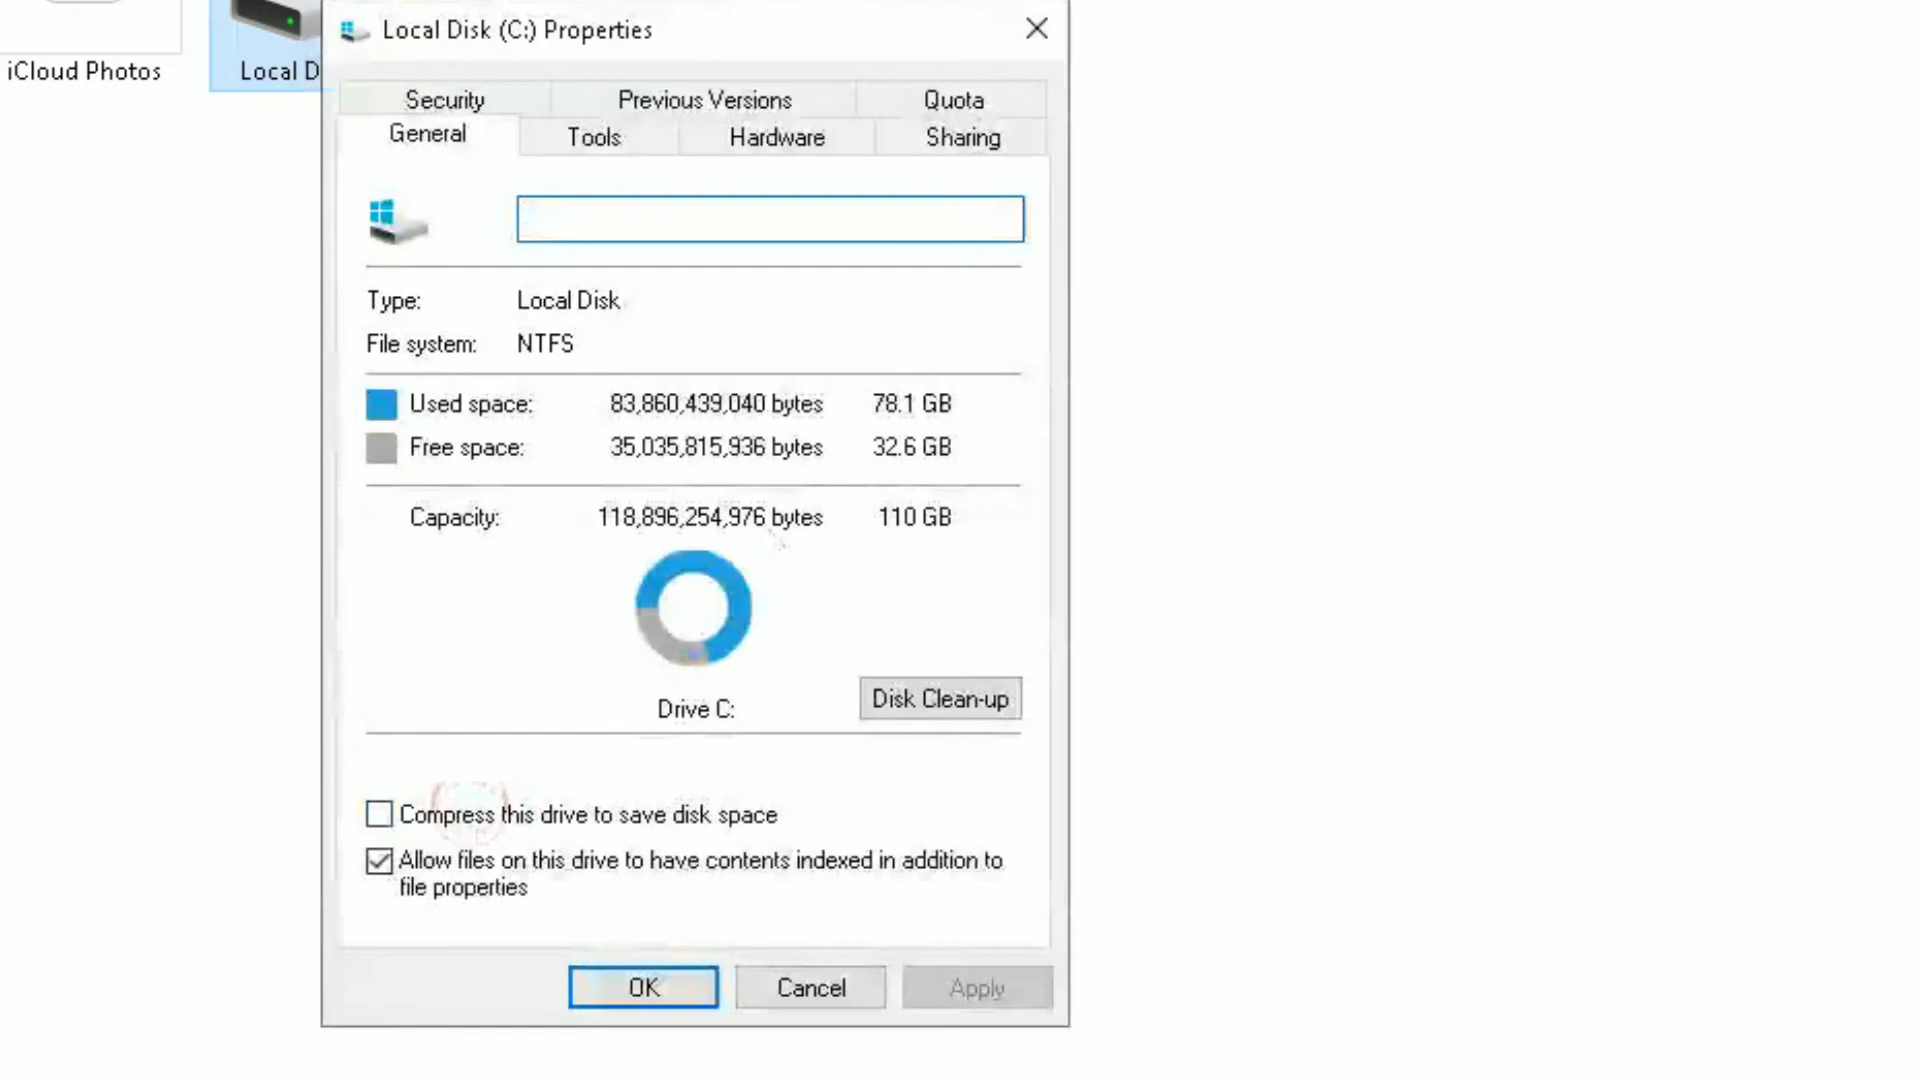 iCloud Photos
Local D
Local Disk (C:) Properties
Security Previous Versions Quota
General Tools Hardware Sharing
Type: Local Disk
File system: NTFS
Used space: 83,860,439,040 bytes 78.1 GB
Free space: 35,035,815,936 bytes 32.6 GB
Capacity: 118,896,254,976 bytes 110 GB
Drive C:
Disk Clean-up
Compress this drive to save disk space
Allow files on this drive to have contents indexed in addition to
file properties
OK Cancel Apply